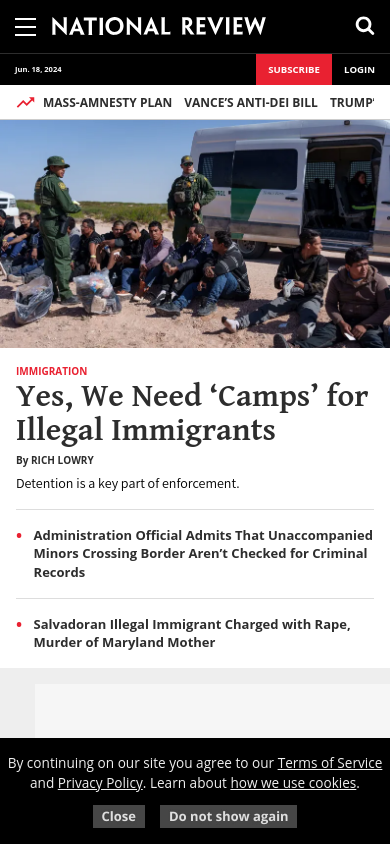 NATIONAL REVIEW
Jun. 18, 2024
SUBSCRIBE
LOGIN
MASS-AMNESTY PLAN VANCE’S ANTI-DEI BILL TRUMP’
IMMIGRATION
Yes, We Need ‘Camps’ for
Illegal Immigrants
By RICH LOWRY
Detention is a key part of enforcement.
Administration Official Admits That Unaccompanied
Minors Crossing Border Aren’t Checked for Criminal
Records
Salvadoran Illegal Immigrant Charged with Rape,
Murder of Maryland Mother
By continuing on our site you agree to our Terms of Service
and Privacy Policy. Learn about how we use cookies.
Close
Do not show again